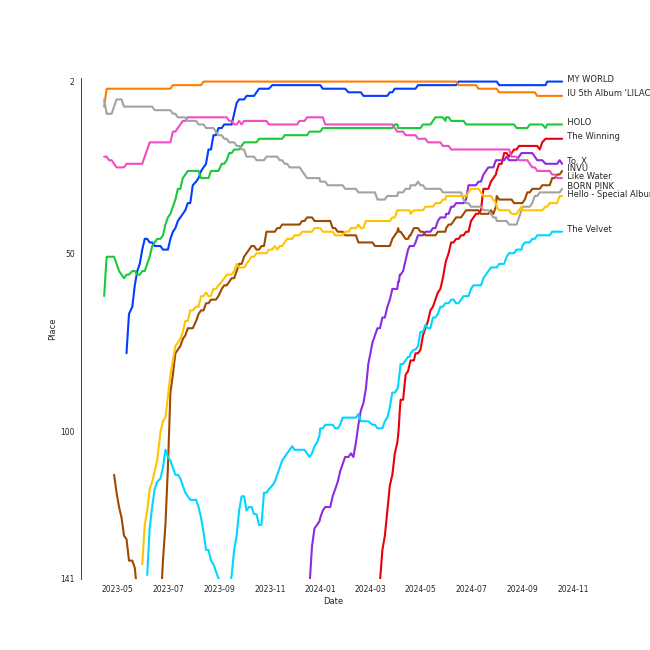 2
50
100
141
Place
2023-05
2023-07
2023-09
2023-11
2024-01
2024-03
2024-05
2024-07
2024-09
2024-11
Date
MY WORLD
IU 5th Album 'LILAC
HOLO
The Winning
To. X
INVU
Like Water
BORN PINK
Hello - Special Albu
The Velvet